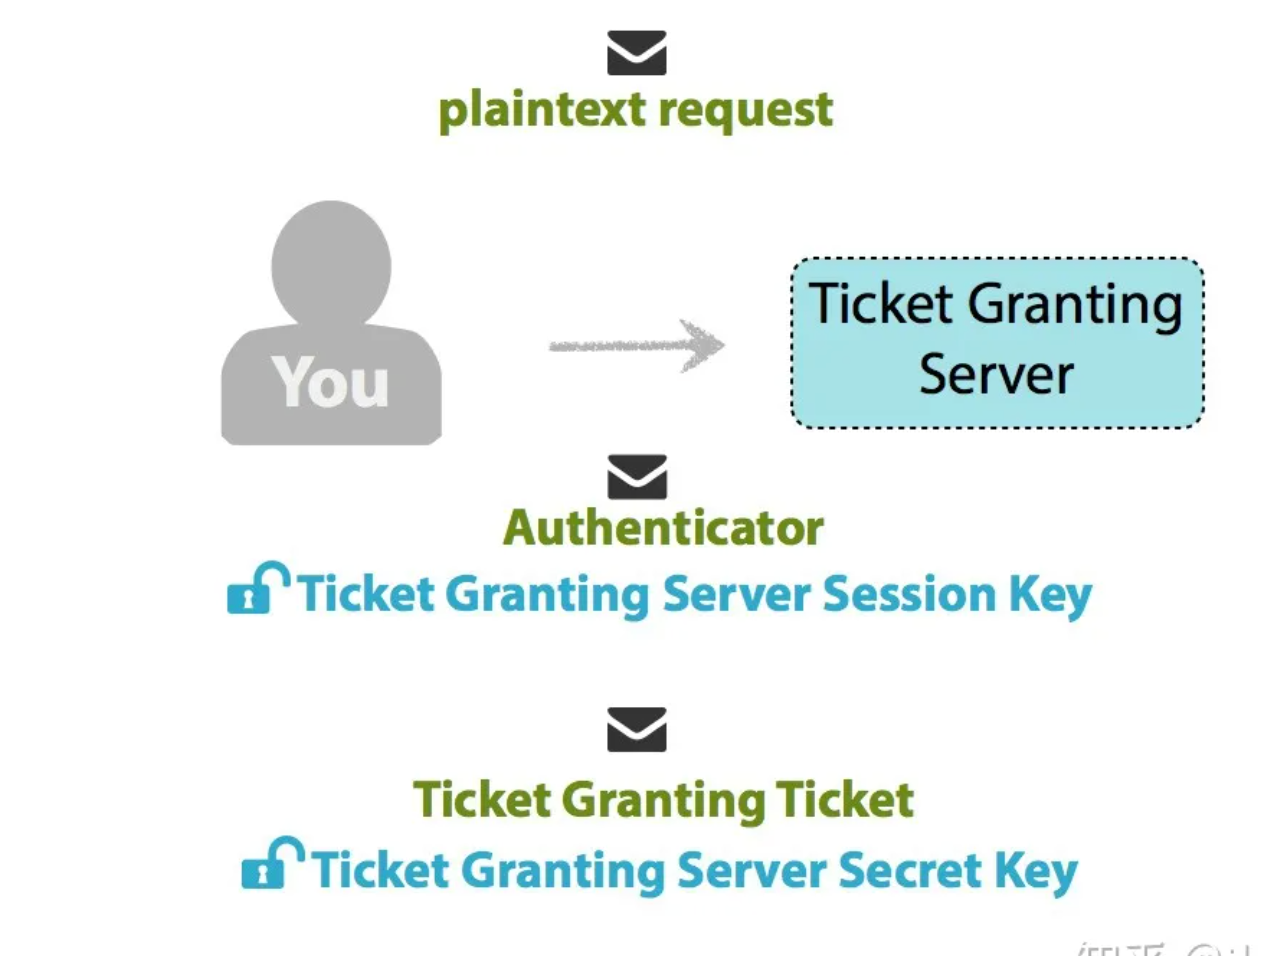 plaintext request
You
Ticket Granting
Server
Authenticator
Ticket Granting Server Session Key
Ticket Granting Ticket
Ticket Granting Server Secret Key